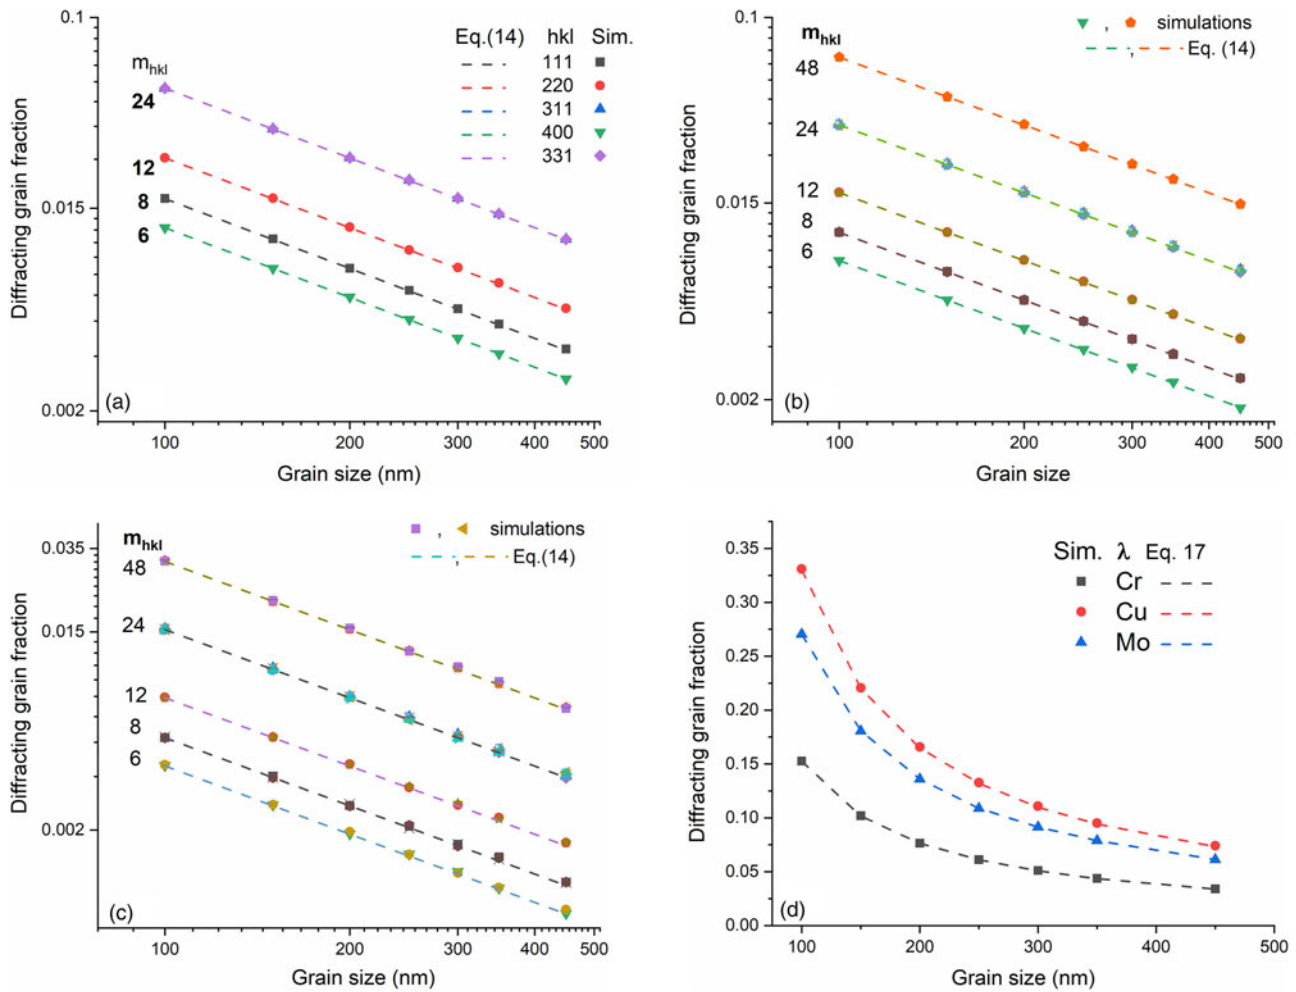 0.1
0.015
0.002
Diffracting grain fraction
m_hkl
24
12
8
6
Eq.(14) hkl Sim.
111
220
311
400
331
(a)
100 200 300 400 500
Grain size (nm)
0.1
0.015
0.002
Diffracting grain fraction
m_hkl
48
24
12
8
6
, simulations
, Eq. (14)
(b)
100 200 300 400 500
Grain size
0.035
0.015
0.002
Diffracting grain fraction
m_hkl
48
24
12
8
6
, simulations
, Eq.(14)
(c)
100 200 300 400 500
Grain size (nm)
0.35
0.30
0.25
0.20
0.15
0.10
0.05
0.00
Diffracting grain fraction
Sim. λ Eq. 17
Cr
Cu
Mo
(d)
100 200 300 400 500
Grain size (nm)